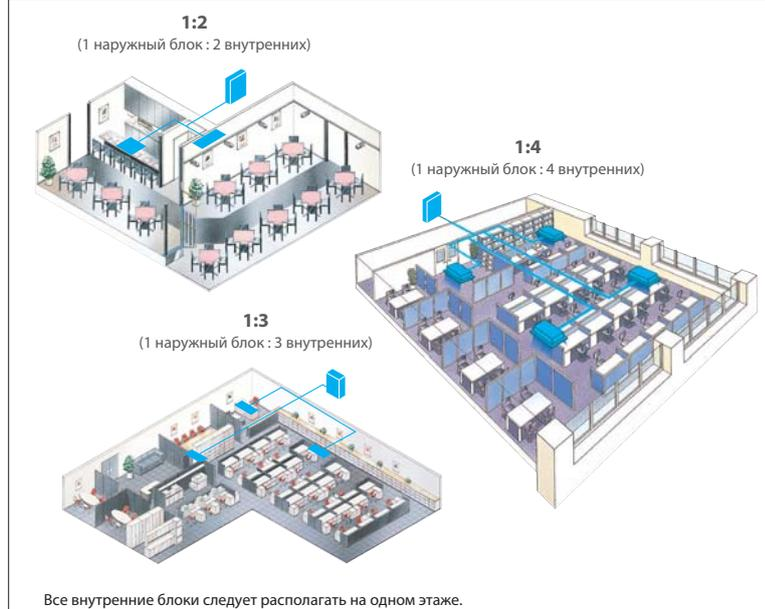 1:2
(1 наружный блок : 2 внутренних)
1:4
(1 наружный блок : 4 внутренних)
1:3
(1 наружный блок : 3 внутренних)
Все внутренние блоки следует располагать на одном этаже.